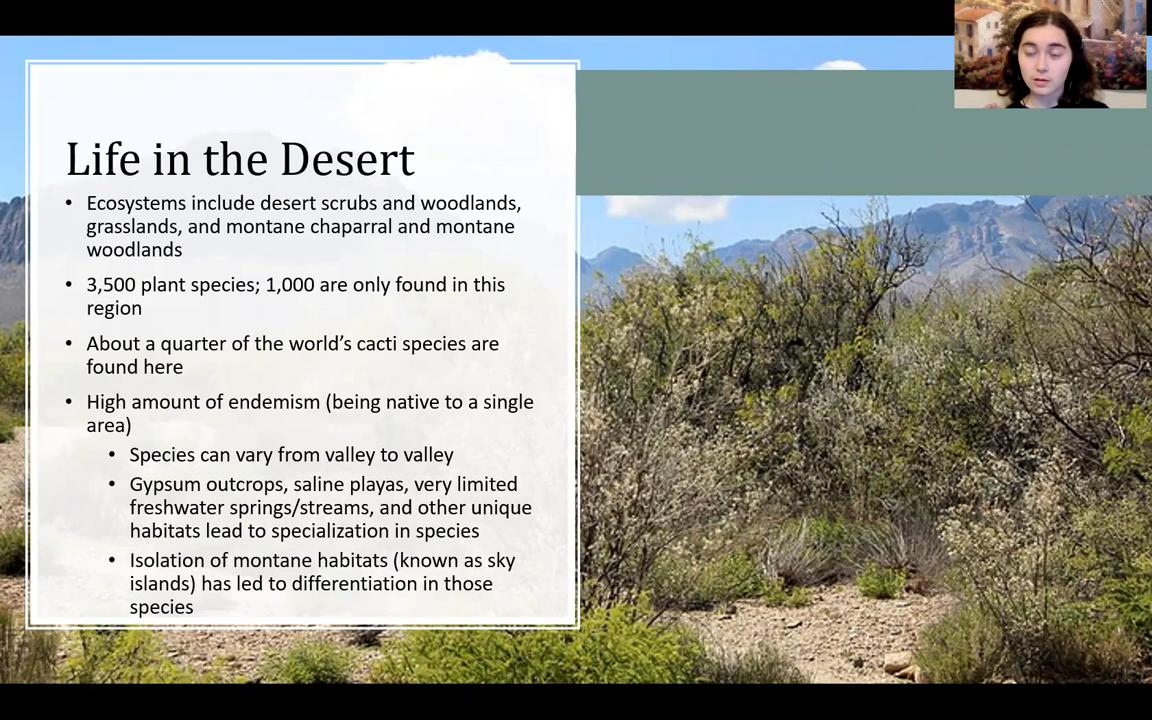 Life in the Desert
• Ecosystems include desert scrubs and woodlands,
grasslands, and montane chaparral and montane
woodlands
• 3,500 plant species; 1,000 are only found in this
region
• About a quarter of the world’s cacti species are
found here
• High amount of endemism (being native to a single
area)
• Species can vary from valley to valley
• Gypsum outcrops, saline playas, very limited
freshwater springs/streams, and other unique
habitats lead to specialization in species
• Isolation of montane habitats (known as sky
islands) has led to differentiation in those
species